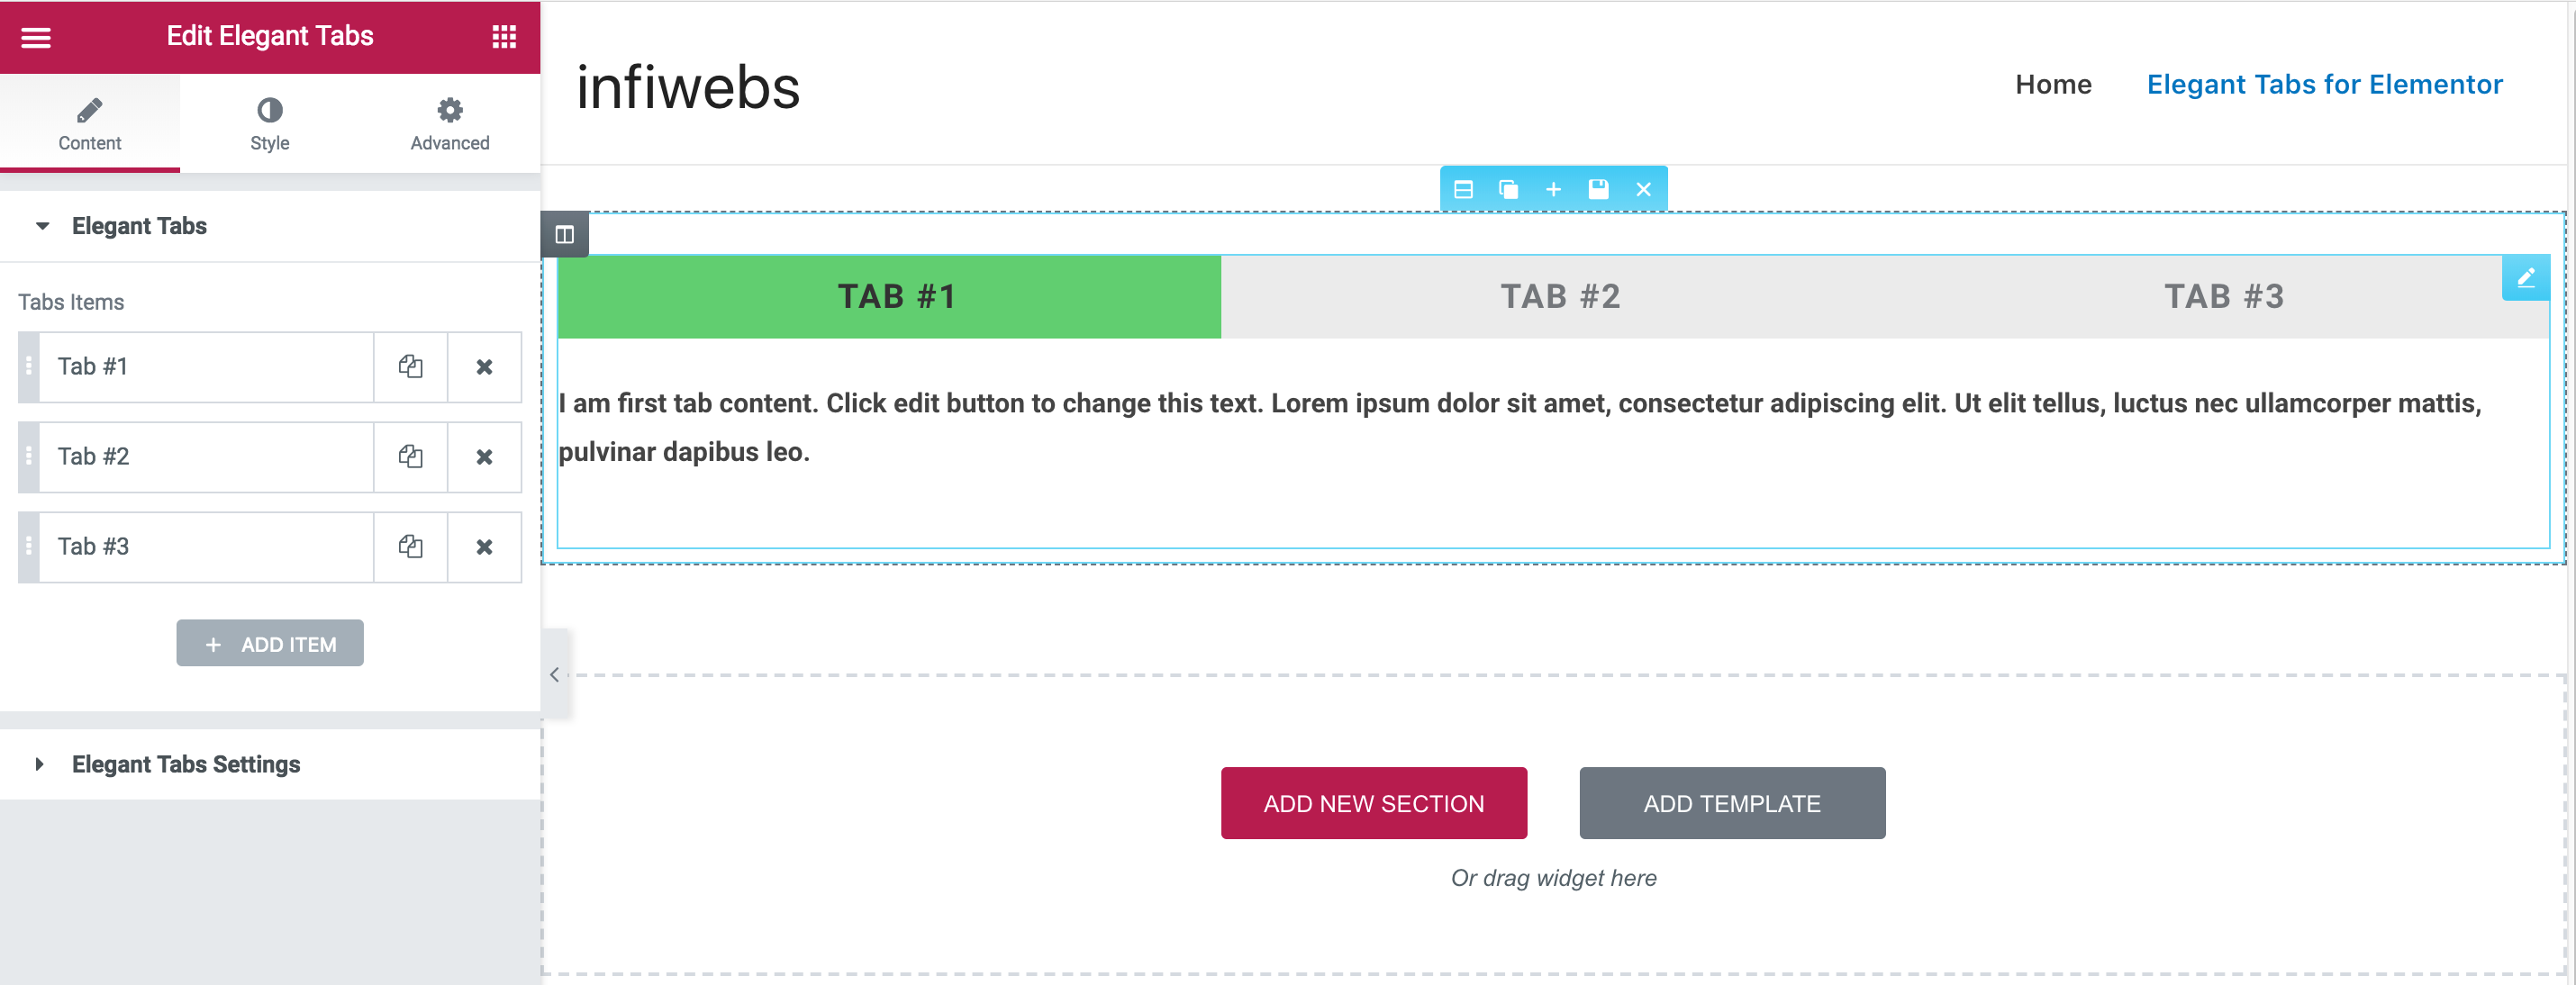 Edit Elegant Tabs
Content
Style
Advanced
Elegant Tabs
Tabs Items
Tab #1
Tab #2
Tab #3
+ ADD ITEM
Elegant Tabs Settings
infiwebs
Home
Elegant Tabs for Elementor
TAB #1
TAB #2
TAB #3
I am first tab content. Click edit button to change this text. Lorem ipsum dolor sit amet, consectetur adipiscing elit. Ut elit tellus, luctus nec ullamcorper mattis,
pulvinar dapibus leo.
ADD NEW SECTION
ADD TEMPLATE
Or drag widget here